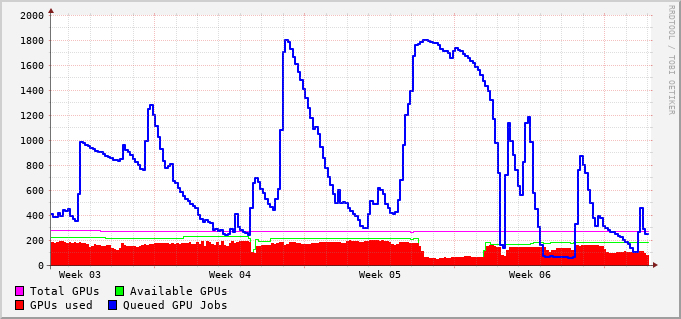 2000
1800
1600
1400
1200
1000
800
600
400
200
0
Week 03 Week 04 Week 05 Week 06
Total GPUs Available GPUs
GPUs used Queued GPU Jobs
RRDTOOL / TOBI OETIKER